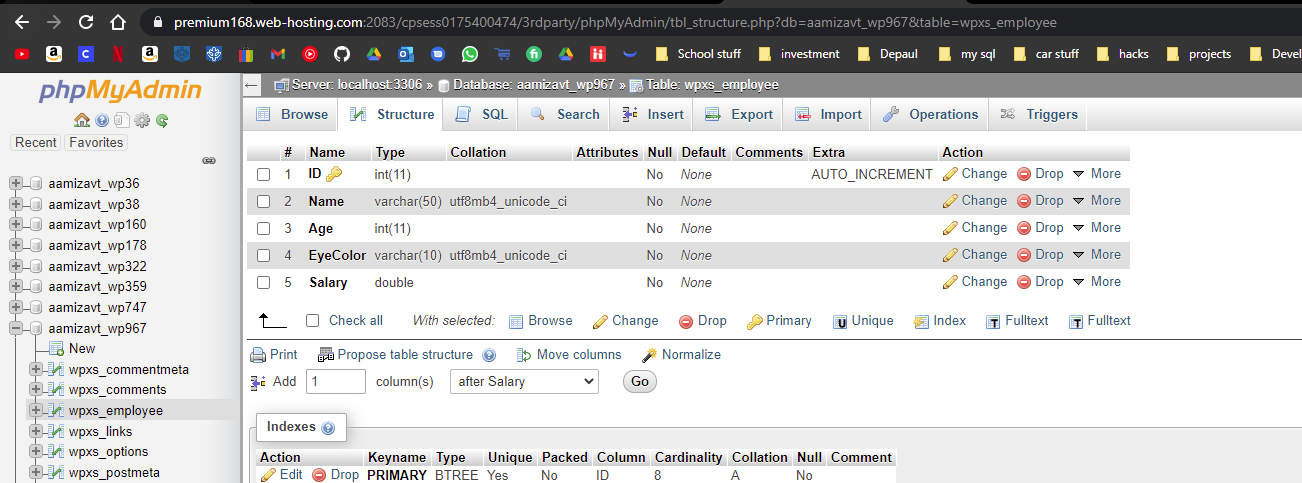 premium168.web-hosting.com:2083/cpsess0175400474/3rdparty/phpMyAdmin/tbl_structure.php?db=aamizavt_wp967&table=wpxs_employee
School stuff investment Depaul my sql car stuff hacks projects Devel
phpMyAdmin
Recent Favorites
aamizavt_wp36
aamizavt_wp38
aamizavt_wp160
aamizavt_wp178
aamizavt_wp322
aamizavt_wp359
aamizavt_wp747
aamizavt_wp967
New
wpxs_commentmeta
wpxs_comments
wpxs_employee
wpxs_links
wpxs_options
wpxs_postmeta
Server: localhost:3306 » Database: aamizavt_wp967 » Table: wpxs_employee
Browse Structure SQL Search Insert Export Import Operations Triggers
# Name Type Collation Attributes Null Default Comments Extra Action
1 ID int(11) No None AUTO_INCREMENT Change Drop More
2 Name varchar(50) utf8mb4_unicode_ci No None Change Drop More
3 Age int(11) No None Change Drop More
4 EyeColor varchar(10) utf8mb4_unicode_ci No None Change Drop More
5 Salary double No None Change Drop More
Check all With selected: Browse Change Drop Primary U Unique Index T Fulltext T Fulltext
Print Propose table structure Move columns Normalize
Add 1 column(s) after Salary Go
Indexes
Action Keyname Type Unique Packed Column Cardinality Collation Null Comment
Edit Drop PRIMARY BTREE Yes No ID 8 A No